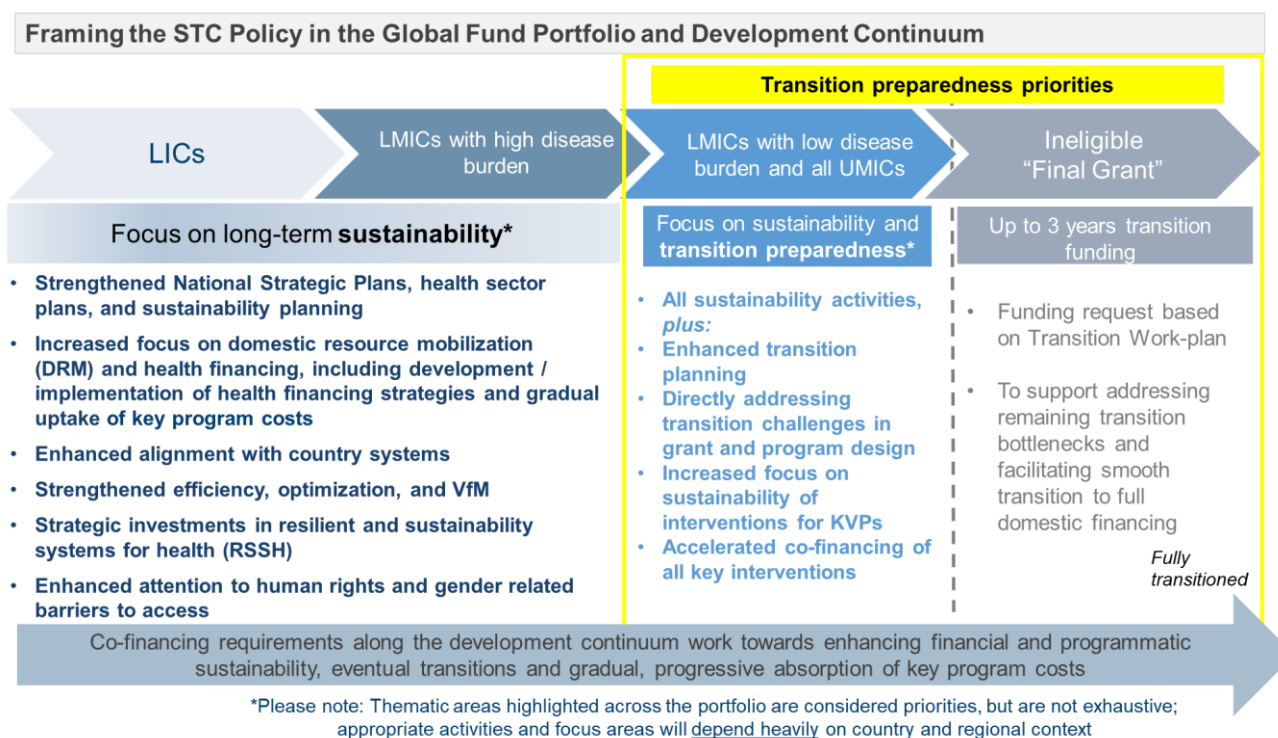 Framing the STC Policy in the Global Fund Portfolio and Development Continuum
Transition preparedness priorities
LICs
LMICs with high disease
burden
LMICs with low disease
burden and all UMICs
Ineligible
“Final Grant”
Focus on long-term sustainability*
• Strengthened National Strategic Plans, health sector
plans, and sustainability planning
• Increased focus on domestic resource mobilization
(DRM) and health financing, including development /
implementation of health financing strategies and gradual
uptake of key program costs
• Enhanced alignment with country systems
• Strengthened efficiency, optimization, and VfM
• Strategic investments in resilient and sustainability
systems for health (RSSH)
• Enhanced attention to human rights and gender related
barriers to access
Focus on sustainability and
transition preparedness*
• All sustainability activities,
plus:
• Enhanced transition
planning
• Directly addressing
transition challenges in
grant and program design
• Increased focus on
sustainability of
interventions for KVPs
• Accelerated co-financing of
all key interventions
Up to 3 years transition
funding
• Funding request based
on Transition Work-plan
• To support addressing
remaining transition
bottlenecks and
facilitating smooth
transition to full
domestic financing
Fully
transitioned
Co-financing requirements along the development continuum work towards enhancing financial and programmatic
sustainability, eventual transitions and gradual, progressive absorption of key program costs
*Please note: Thematic areas highlighted across the portfolio are considered priorities, but are not exhaustive;
appropriate activities and focus areas will depend heavily on country and regional context